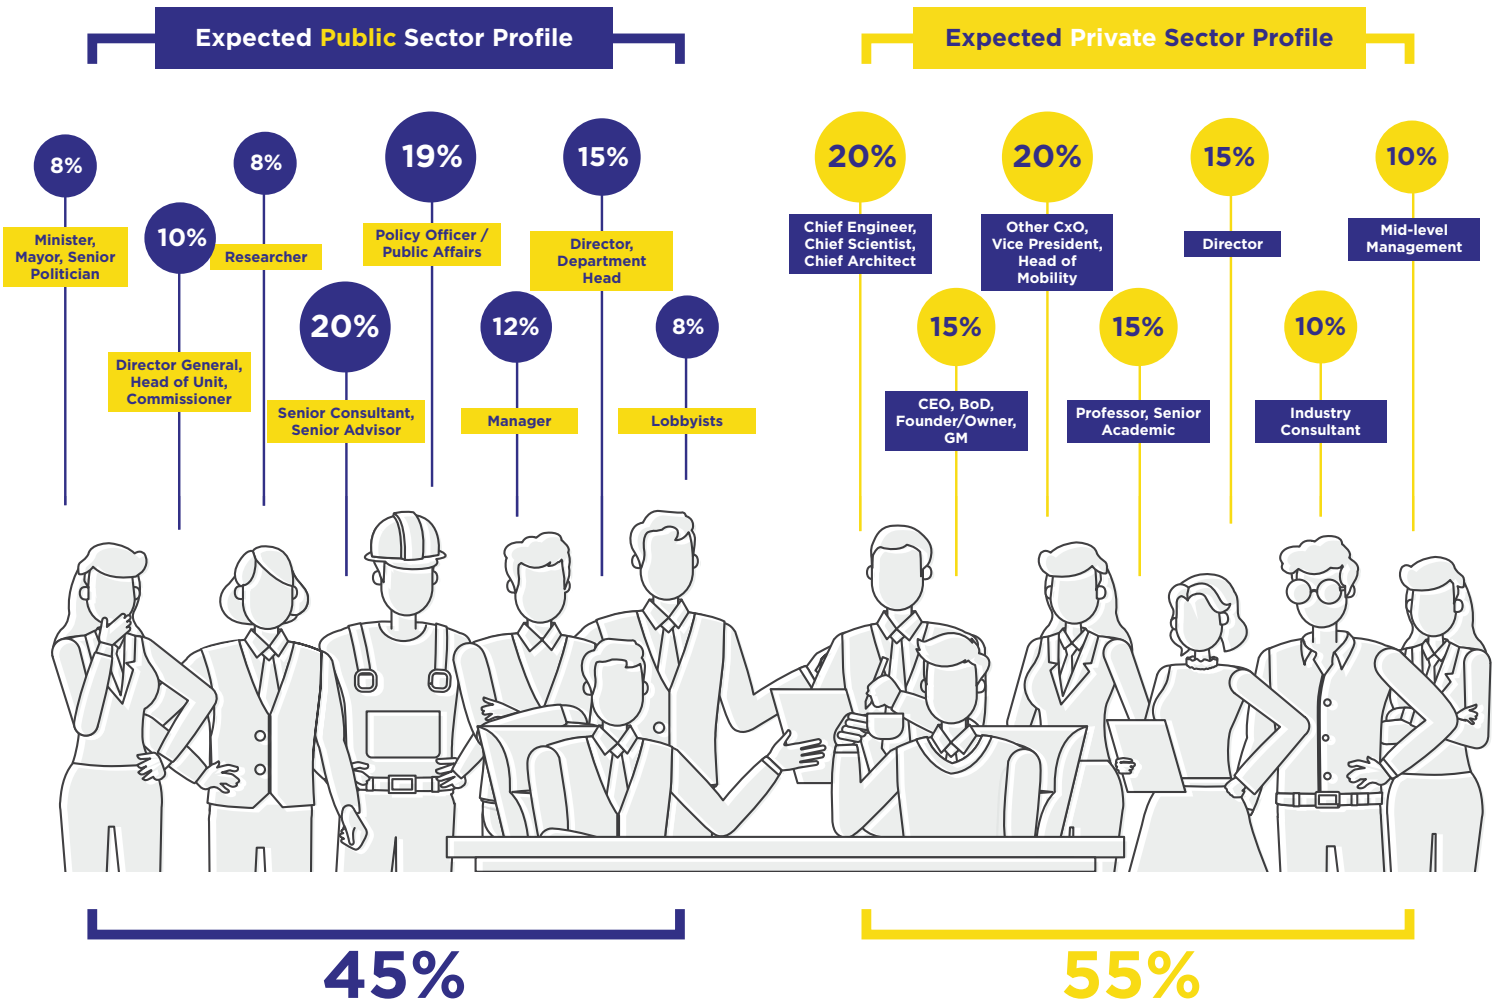 Expected Public Sector Profile
8%
Minister,
Mayor, Senior
Politician
10%
Director General,
Head of Unit,
Commissioner
8%
Researcher
20%
Senior Consultant,
Senior Advisor
19%
Policy Officer /
Public Affairs
12%
Manager
15%
Director,
Department
Head
8%
Lobbyists
45%
Expected Private Sector Profile
20%
Chief Engineer,
Chief Scientist,
Chief Architect
15%
CEO, BoD,
Founder/Owner,
GM
20%
Other CxO,
Vice President,
Head of
Mobility
15%
Professor, Senior
Academic
15%
Director
10%
Industry
Consultant
10%
Mid-level
Management
55%